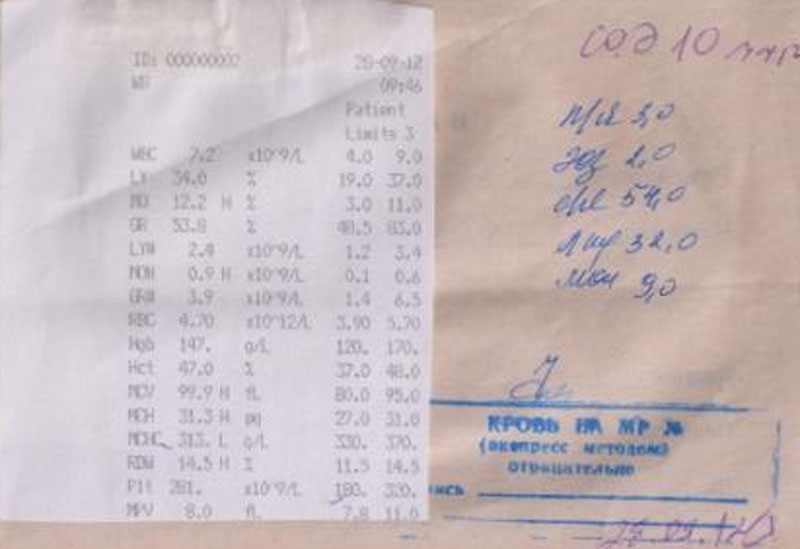 ID: 000000002 28-09-12
09:46
Patient
Limits 3
WBC 7.2 x10^9/L 4.0 9.0
LY 34.0 % 19.0 37.0
MO 12.2 H % 3.0 11.0
GR 53.8 % 48.5 83.0
LYM 2.4 x10^9/L 1.2 3.4
MON 0.9 H x10^9/L 0.1 0.6
GRN 3.9 x10^9/L 1.4 6.5
RBC 4.70 x10^12/L 3.90 5.70
Hgb 147. g/L 120. 170.
Hct 47.0 % 37.0 48.0
MCV 99.9 H fL 80.0 95.0
MCH 31.3 H pg 27.0 31.0
MCHC 313. L g/L 330. 370.
RDW 14.5 H % 11.5 14.5
Plt 281. x10^9/L 180. 320.
MPV 8.0 fL 7.8 11.0
СОЭ 10
п/я 3,0
эоз 2,0
с/я 54,0
лиф 32,0
мон 9,0
КРОВЬ НА МР №
(экспресс методом)
отрицательно